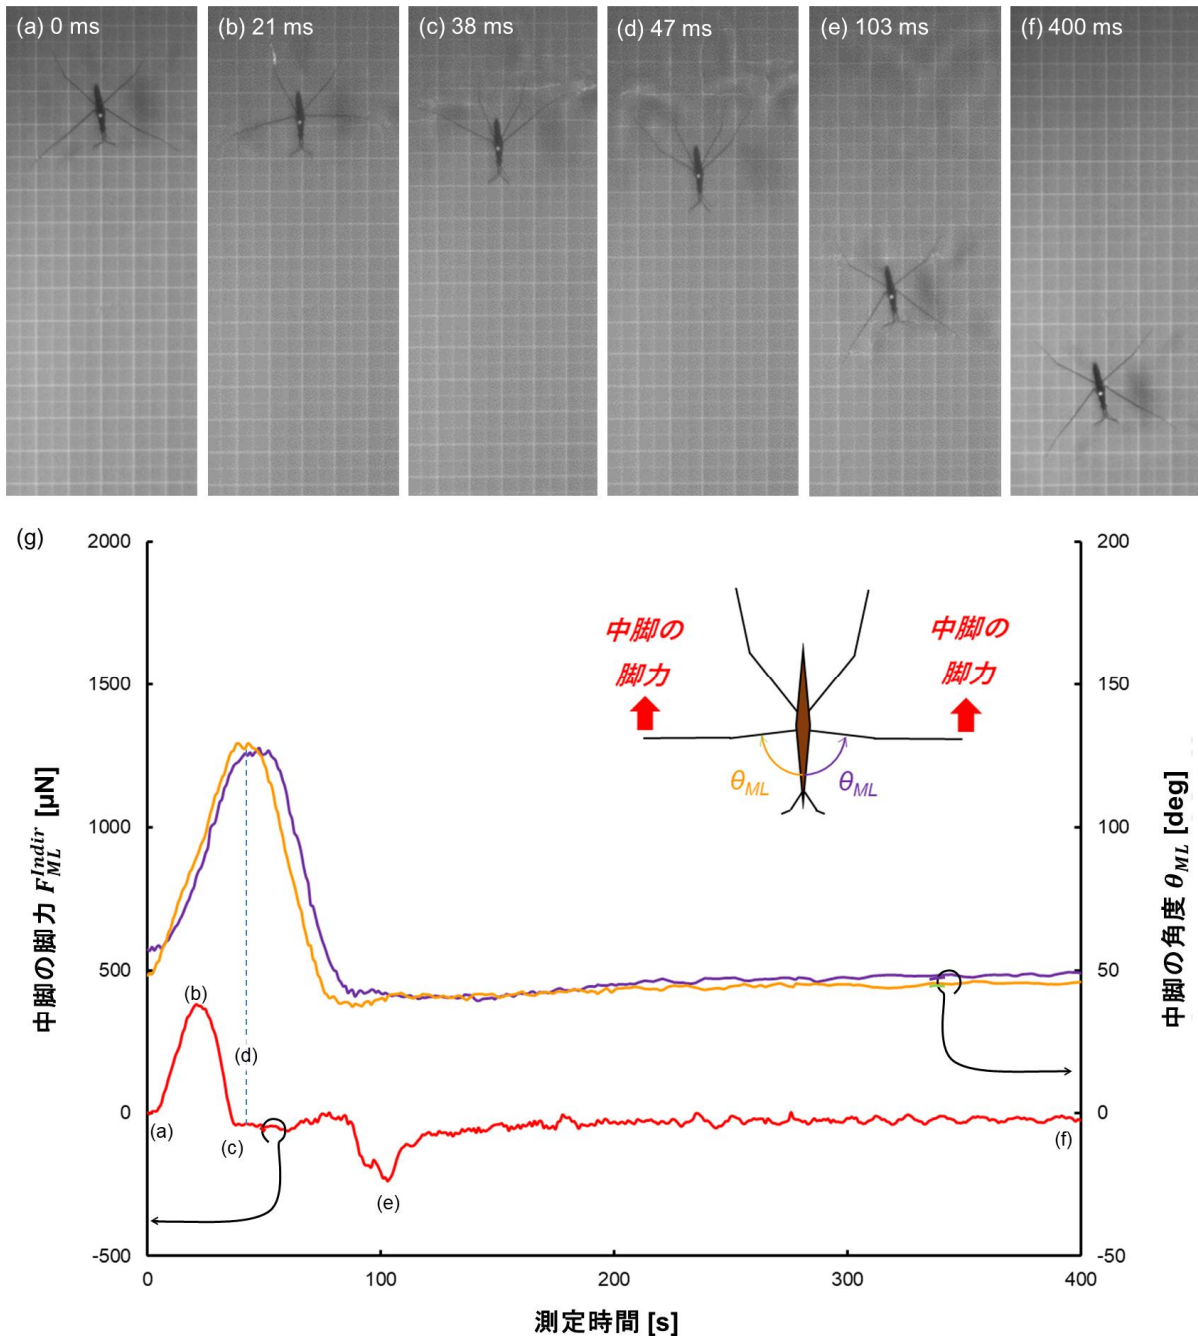 (a) 0 ms
(b) 21 ms
(c) 38 ms
(d) 47 ms
(e) 103 ms
(f) 400 ms
(g)
2000
1500
1000
500
0
-500
200
150
100
50
0
-50
0
100
200
300
400
中脚の脚力 F_ML^Indir [μN]
中脚の角度 θ_ML [deg]
測定時間 [s]
中脚の
脚力
中脚の
脚力
θ_ML
θ_ML
(a)
(b)
(c)
(d)
(e)
(f)